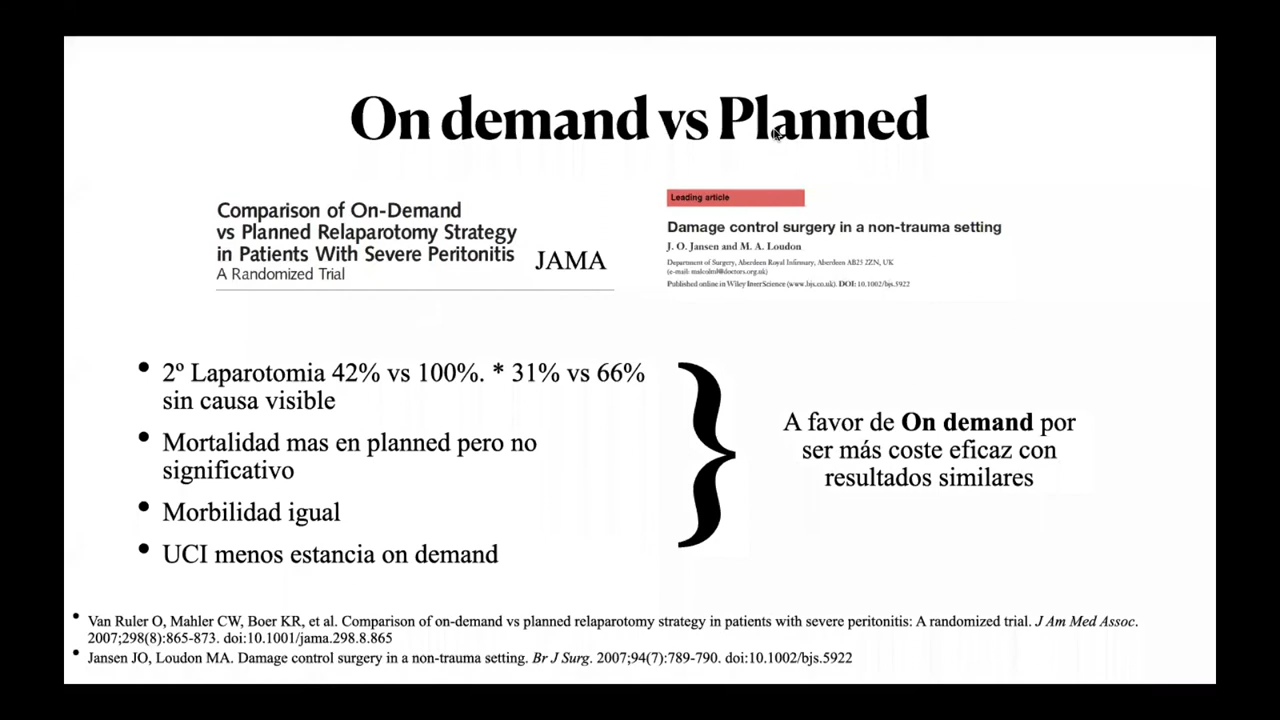 On demand vs Planned
Comparison of On-Demand
vs Planned Relaparotomy Strategy
in Patients With Severe Peritonitis
A Randomized Trial
JAMA
Leading article
Damage control surgery in a non-trauma setting
J. O. Jansen and M. A. Loudon
Department of Surgery, Aberdeen Royal Infirmary, Aberdeen AB25 2ZN, UK
(e-mail: malcolml@doctors.org.uk)
Published online in Wiley InterScience (www.bjs.co.uk). DOI: 10.1002/bjs.5922
• 2º Laparotomia 42% vs 100%. * 31% vs 66%
sin causa visible
• Mortalidad mas en planned pero no
significativo
• Morbilidad igual
• UCI menos estancia on demand
}
A favor de On demand por
ser más coste eficaz con
resultados similares
• Van Ruler O, Mahler CW, Boer KR, et al. Comparison of on-demand vs planned relaparotomy strategy in patients with severe peritonitis: A randomized trial. J Am Med Assoc.
2007;298(8):865-873. doi:10.1001/jama.298.8.865
• Jansen JO, Loudon MA. Damage control surgery in a non-trauma setting. Br J Surg. 2007;94(7):789-790. doi:10.1002/bjs.5922